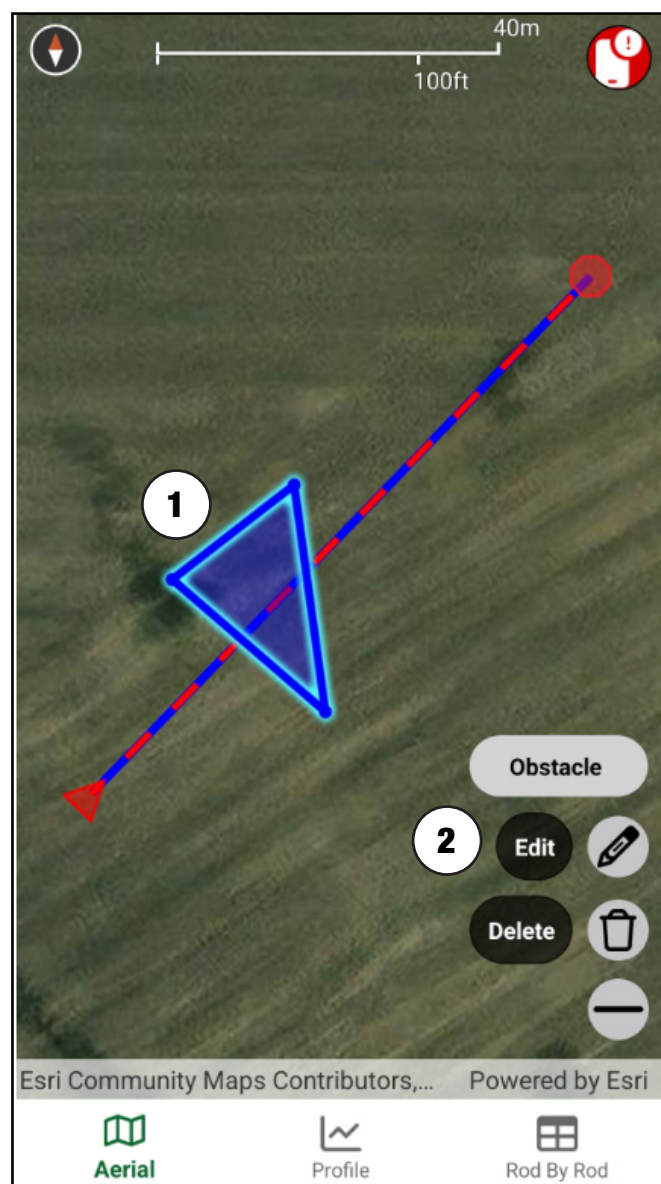 40m
100ft
!
1
Obstacle
2
Edit
Delete
Esri Community Maps Contributors,... Powered by Esri
Aerial Profile Rod By Rod